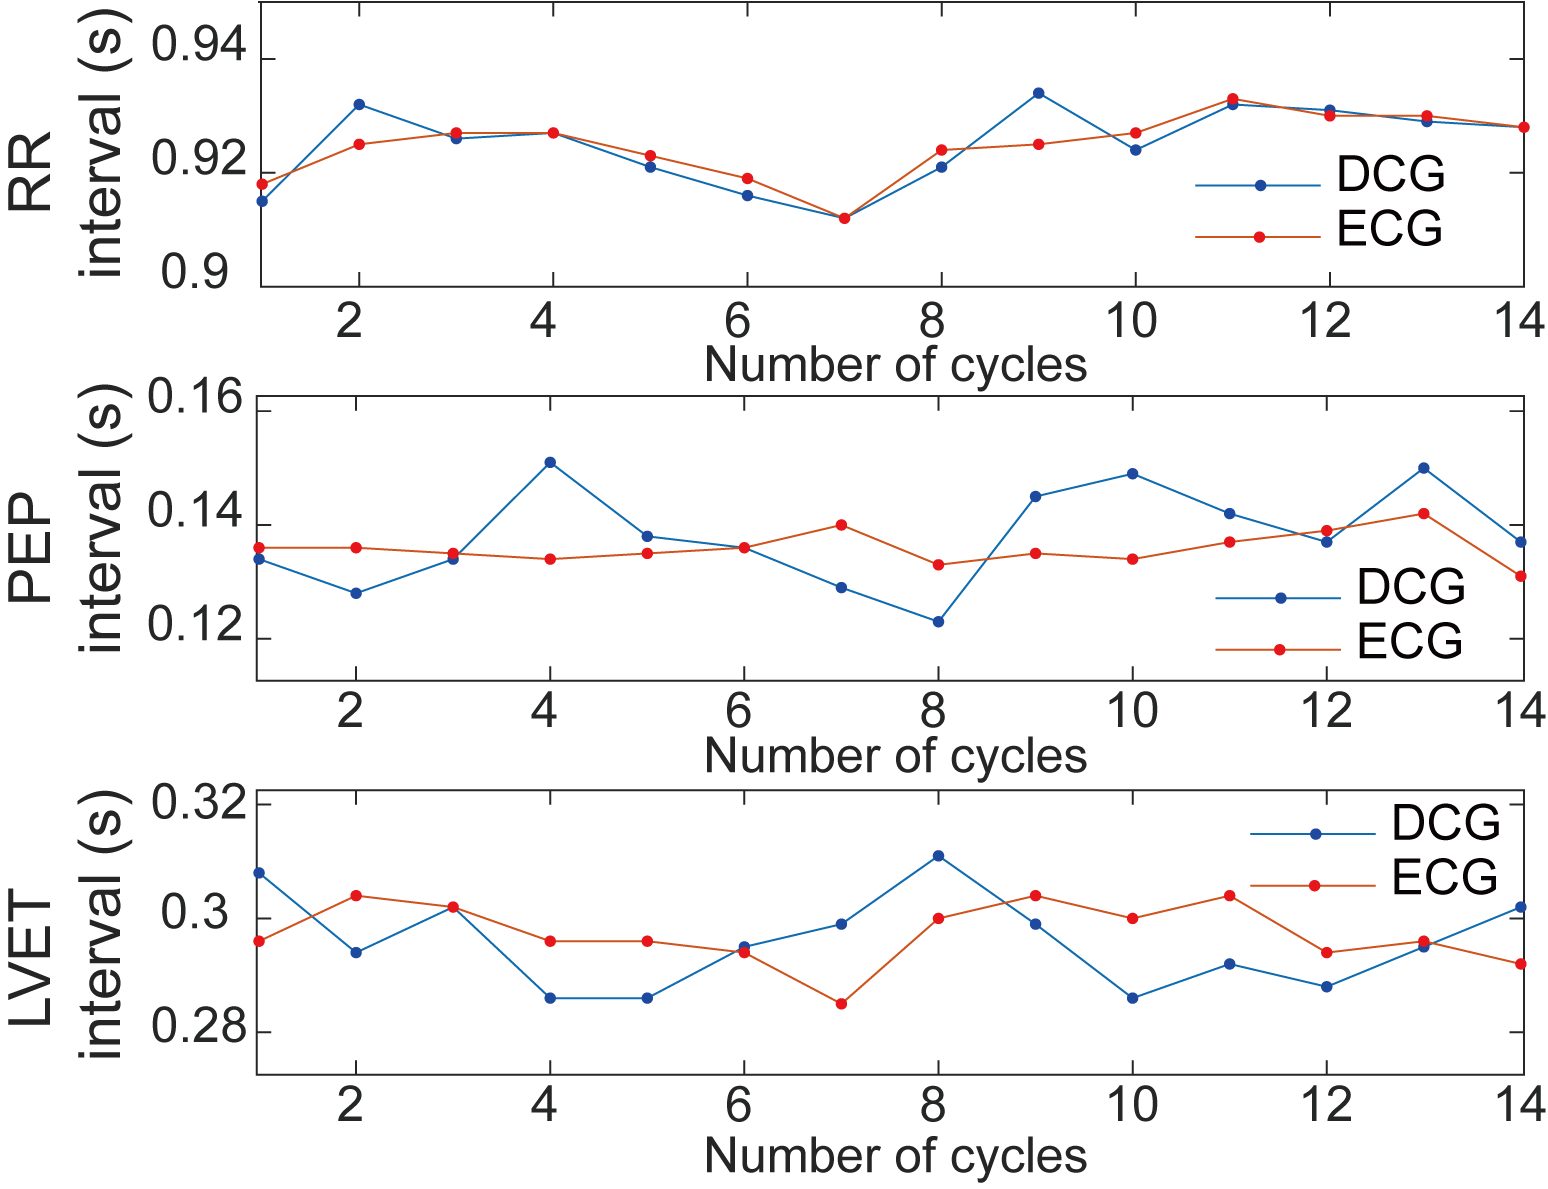 RR
interval (s)
0.94
0.92
0.9
DCG
ECG
2 4 6 8 10 12 14
Number of cycles
PEP
interval (s)
0.16
0.14
0.12
DCG
ECG
2 4 6 8 10 12 14
Number of cycles
LVET
interval (s)
0.32
0.3
0.28
DCG
ECG
2 4 6 8 10 12 14
Number of cycles